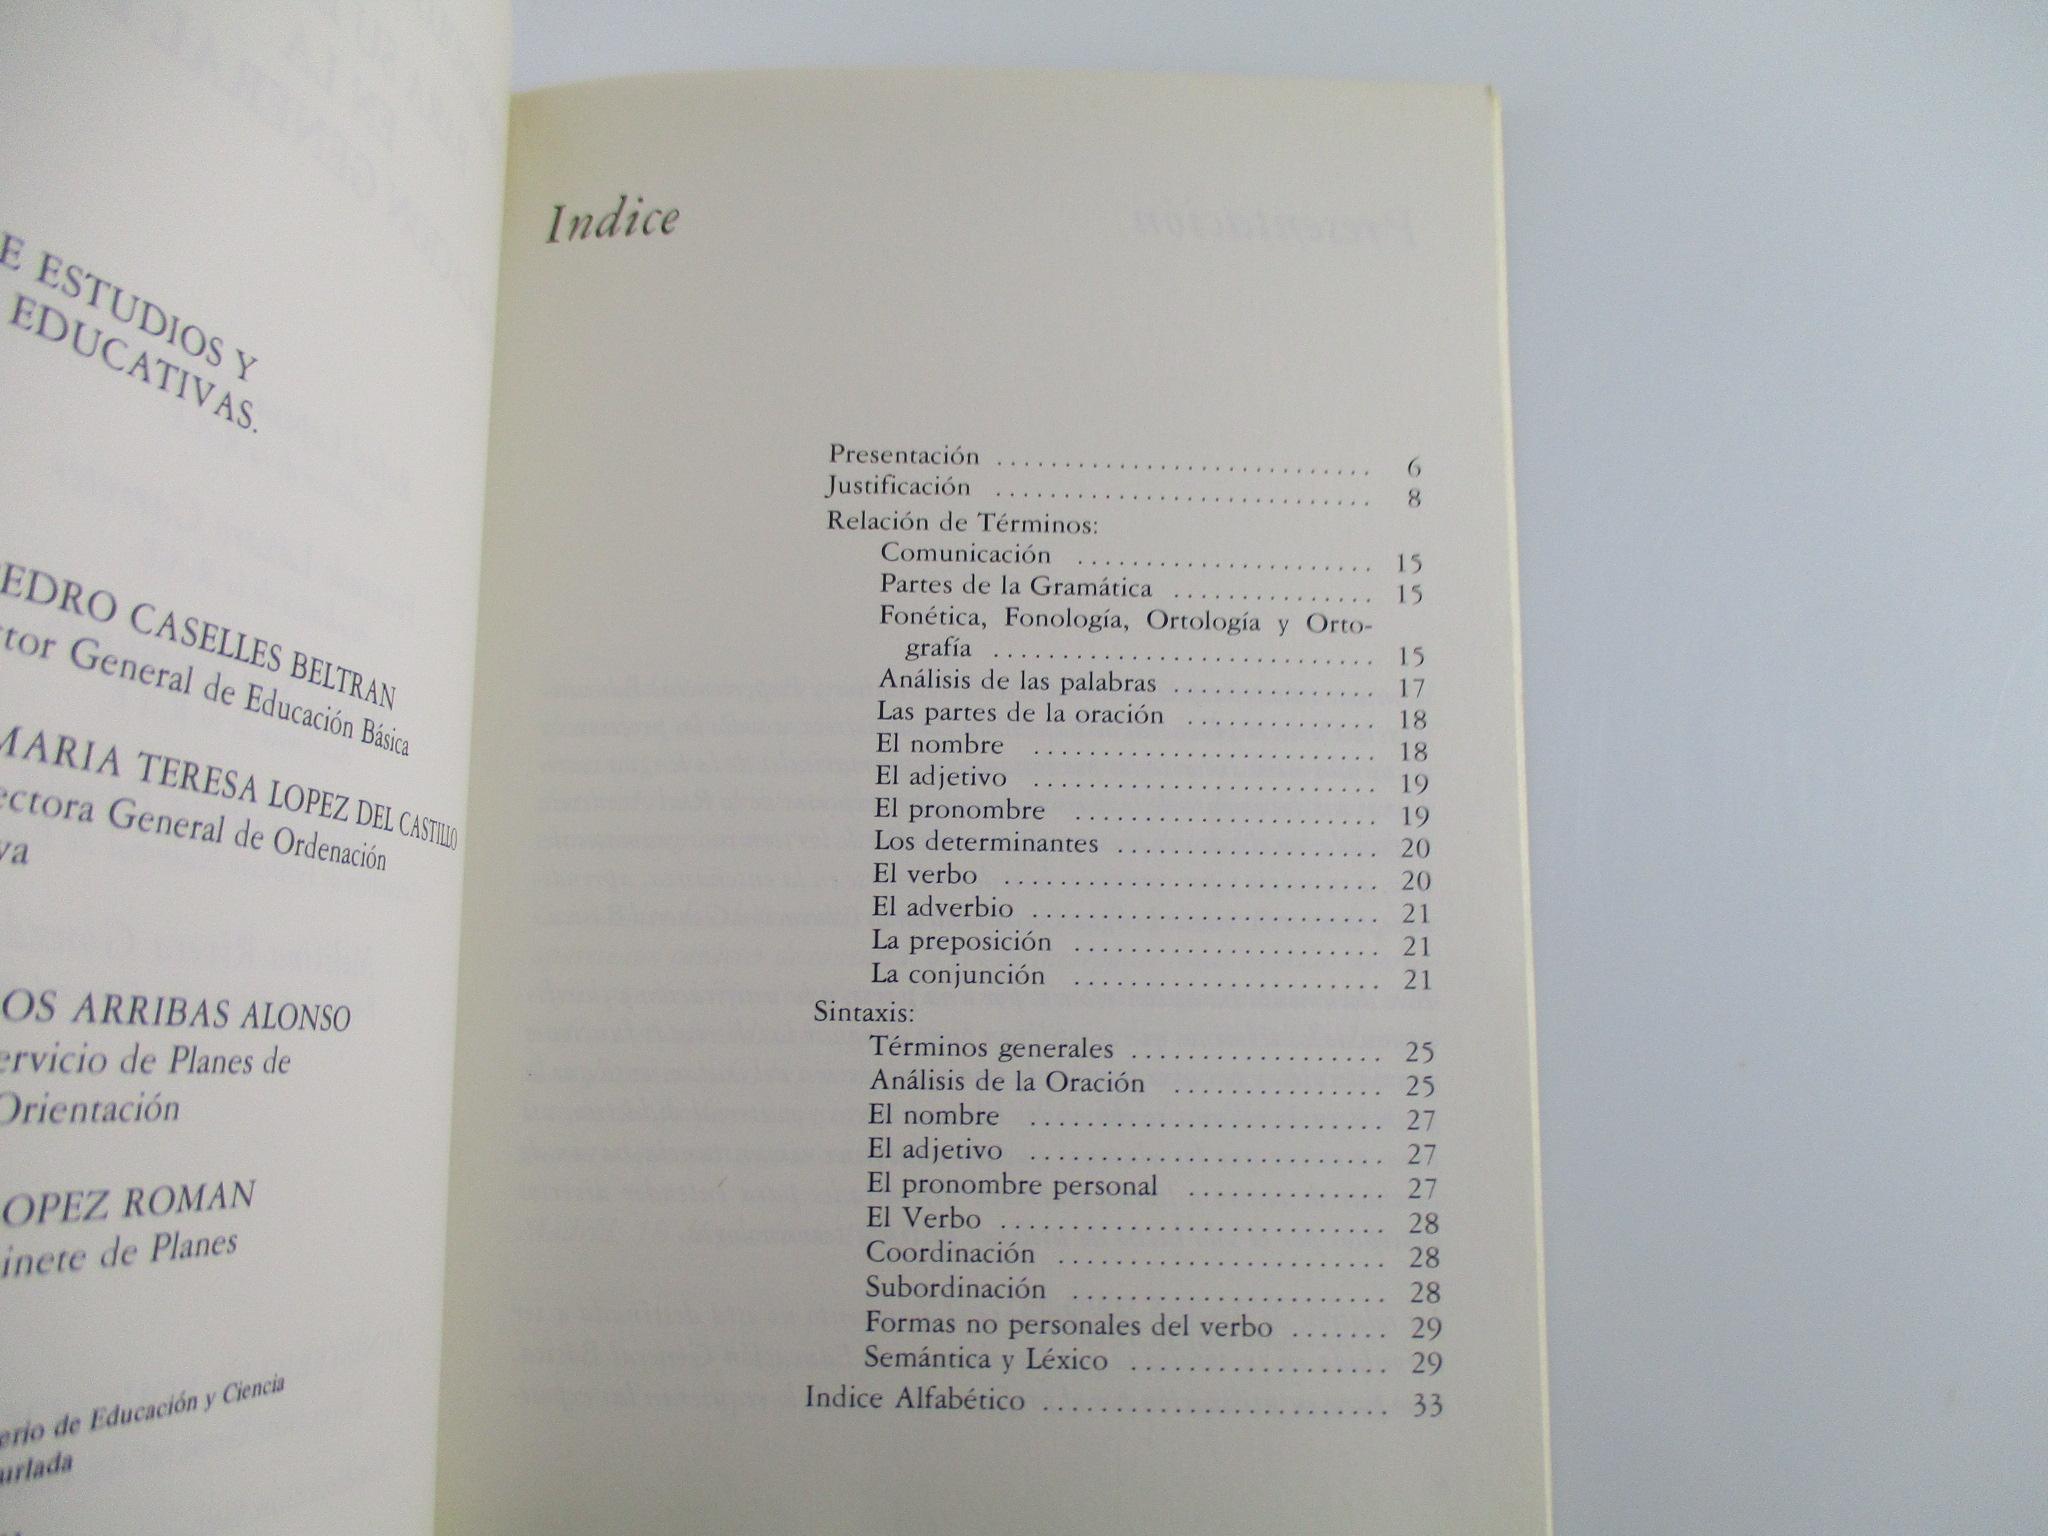 E ESTUDIOS Y
EDUCATIVAS.
EDRO CASELLES BELTRAN
tor General de Educación Básica
MARIA TERESA LOPEZ DEL CASTILLO
ectora General de Ordenación
va
OS ARRIBAS ALONSO
ervicio de Planes de
Orientación
OPEZ ROMAN
inete de Planes
erio de Educación y Ciencia
urlada
Indice
Presentación ............................ 6
Justificación ............................ 8
Relación de Términos:
Comunicación ...................... 15
Partes de la Gramática ............... 15
Fonética, Fonología, Ortología y Orto-
grafía ............................ 15
Análisis de las palabras ............... 17
Las partes de la oración .............. 18
El nombre .......................... 18
El adjetivo .......................... 19
El pronombre ....................... 19
Los determinantes .................... 20
El verbo ............................ 20
El adverbio .......................... 21
La preposición ....................... 21
La conjunción ....................... 21
Sintaxis:
Términos generales ................... 25
Análisis de la Oración ................ 25
El nombre .......................... 27
El adjetivo .......................... 27
El pronombre personal ............... 27
El Verbo ............................ 28
Coordinación ........................ 28
Subordinación ....................... 28
Formas no personales del verbo ....... 29
Semántica y Léxico ................... 29
Indice Alfabético .......................... 33